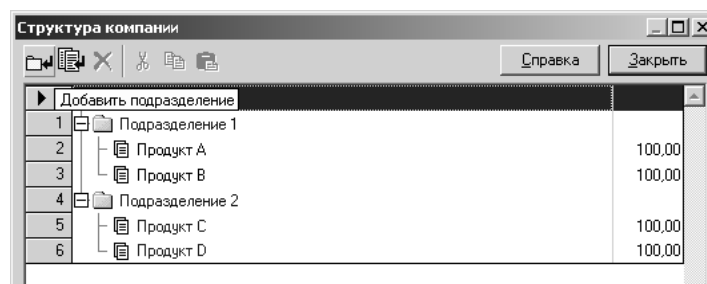 Структура компании
Справка Закрыть
Добавить подразделение
1 Подразделение 1
2 Продукт A 100,00
3 Продукт B 100,00
4 Подразделение 2
5 Продукт C 100,00
6 Продукт D 100,00